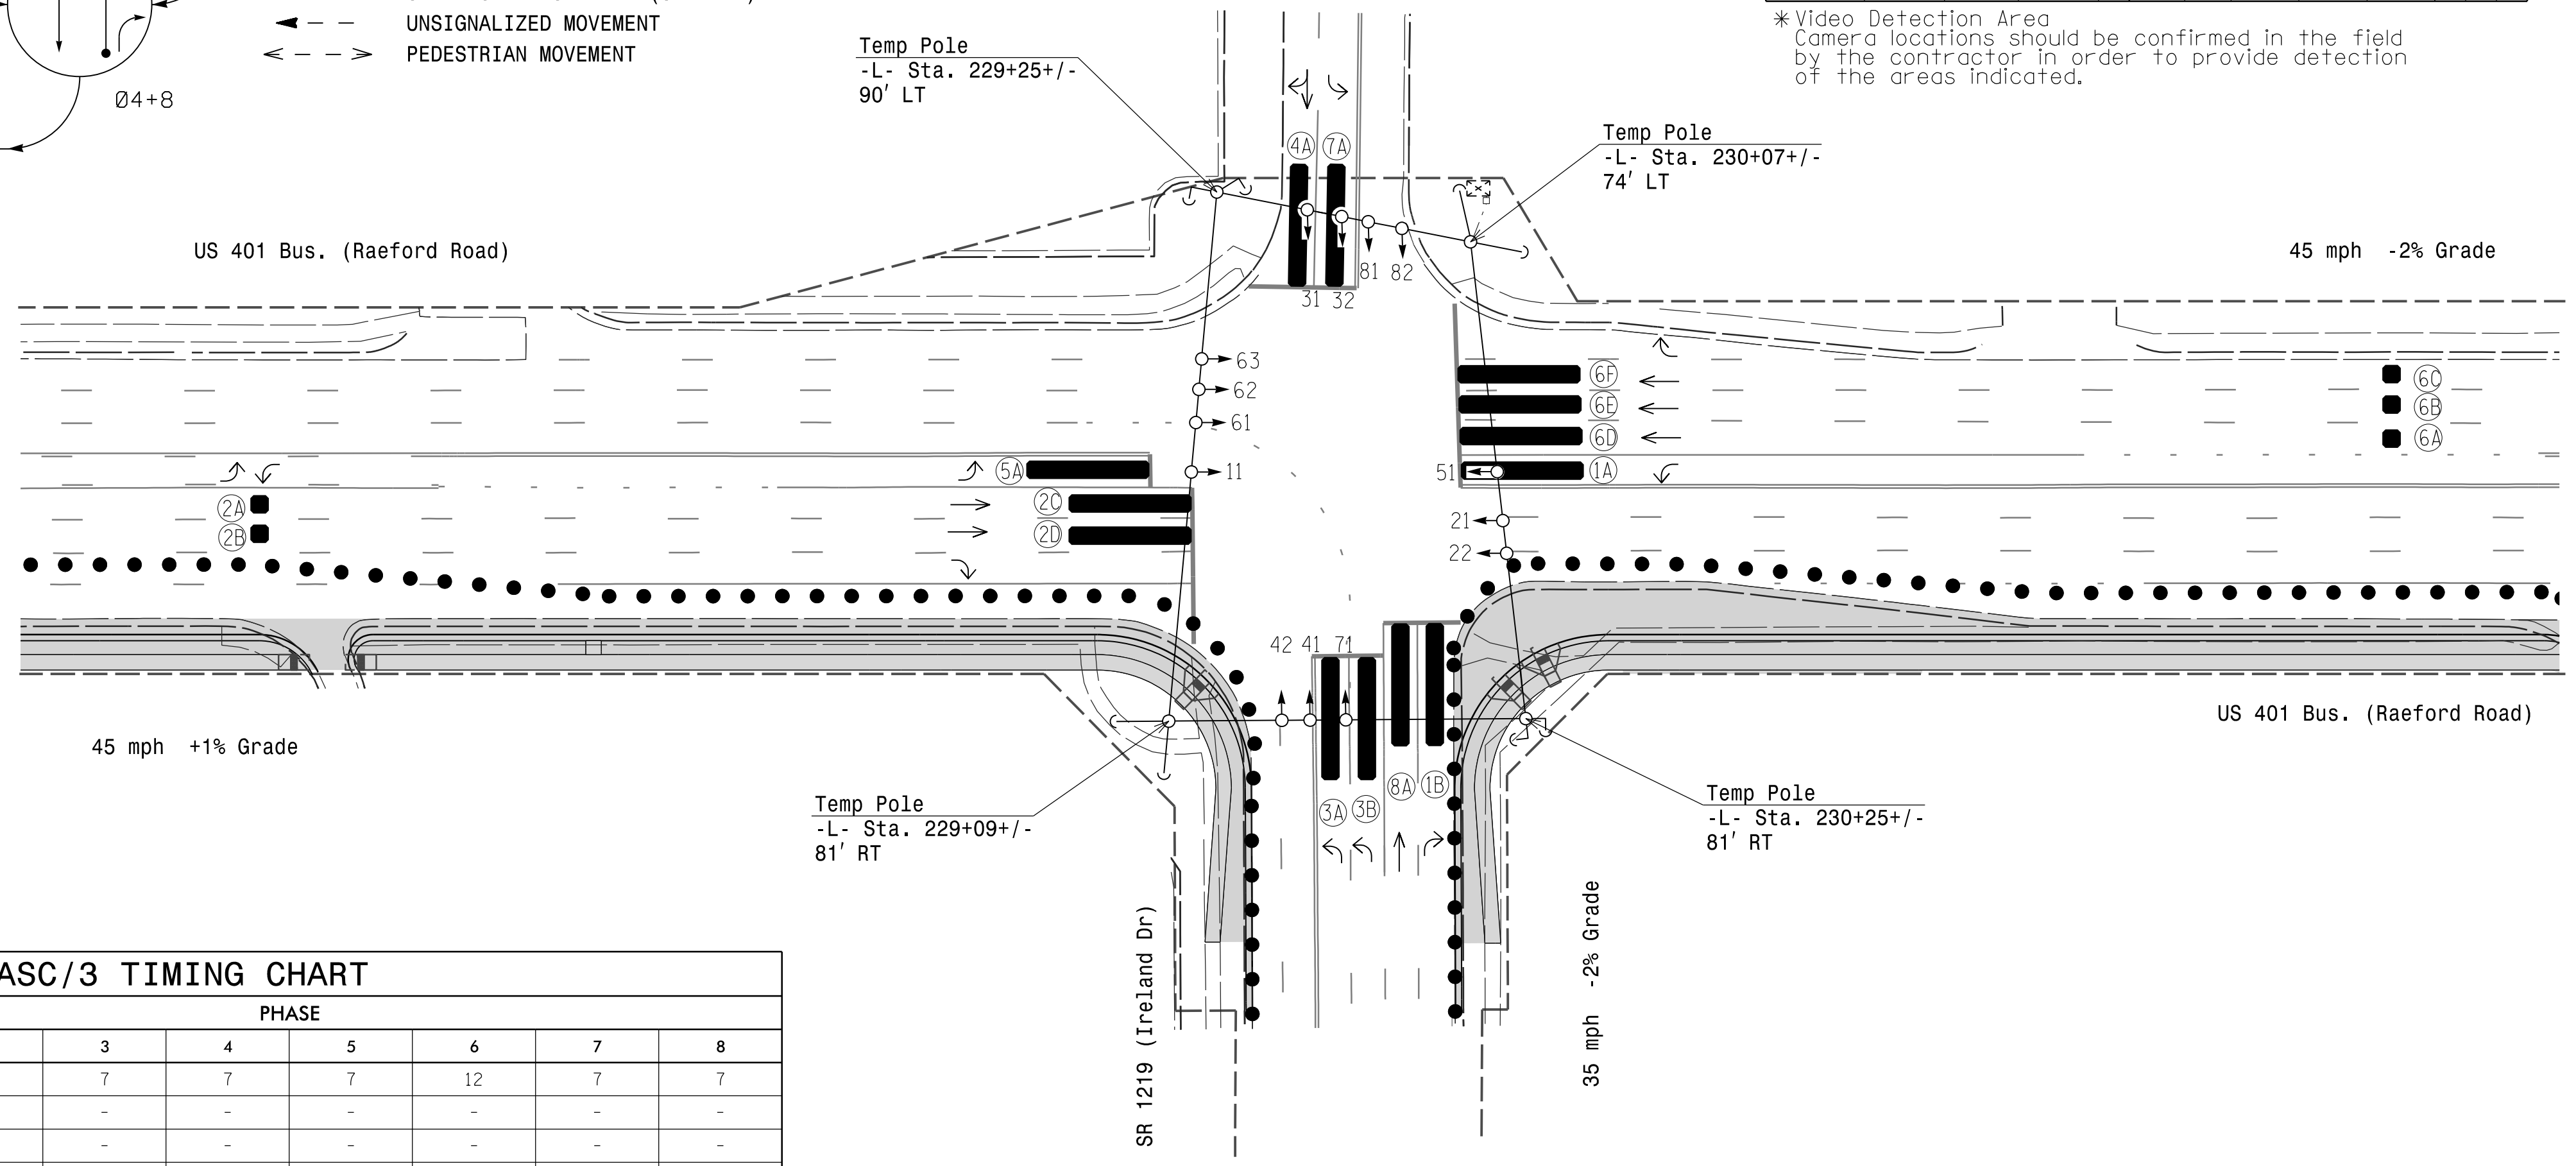 UNSIGNALIZED MOVEMENT
PEDESTRIAN MOVEMENT
Ø4+8
Temp Pole
-L- Sta. 229+25+/-
90' LT
✳ Video Detection Area
Camera locations should be confirmed in the field
by the contractor in order to provide detection
of the areas indicated.
Temp Pole
-L- Sta. 230+07+/-
74' LT
4A 7A
US 401 Bus. (Raeford Road)
45 mph -2% Grade
81 82
31 32
63
62
61
11
6F
6E
6D
1A
6C
6B
6A
51
21
22
5A
2C
2D
2A
2B
42 41 71
3A 3B 8A 1B
45 mph +1% Grade
US 401 Bus. (Raeford Road)
Temp Pole
-L- Sta. 229+09+/-
81' RT
Temp Pole
-L- Sta. 230+25+/-
81' RT
SR 1219 (Ireland Dr)
35 mph -2% Grade
ASC/3 TIMING CHART
PHASE
3 4 5 6 7 8
7 7 7 12 7 7
- - - - - -
- - - - - -